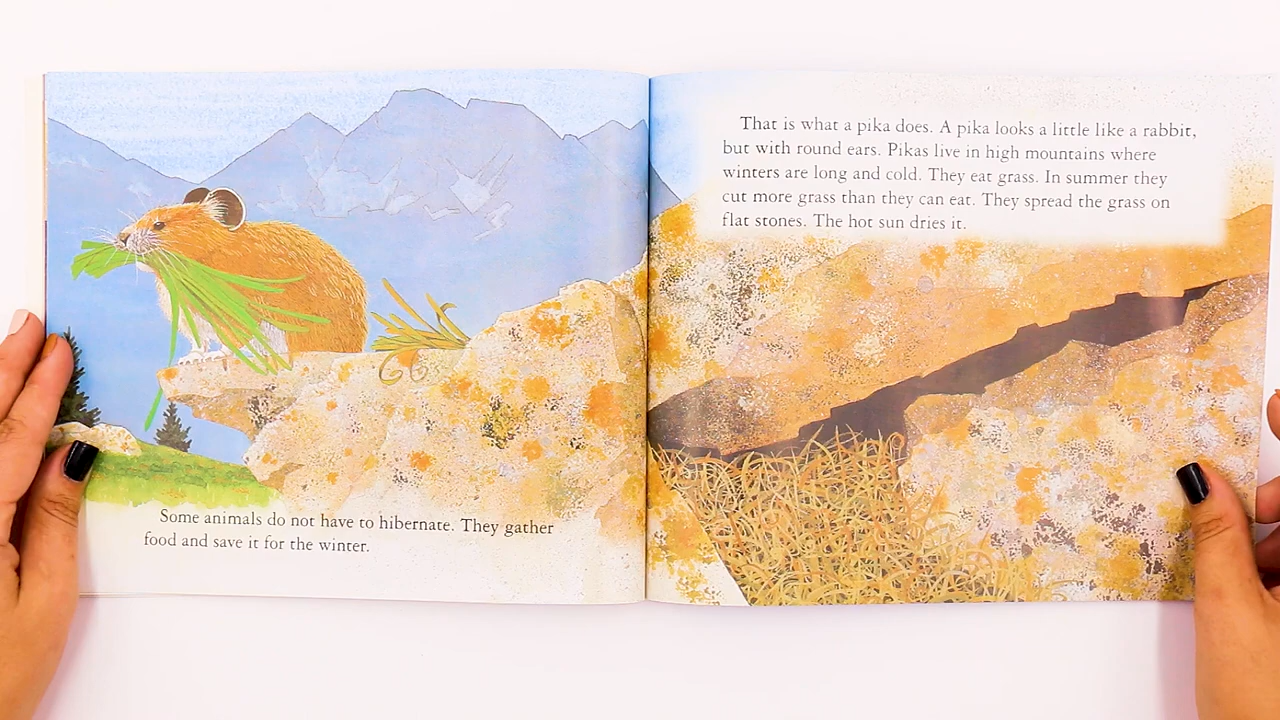 Some animals do not have to hibernate. They gather
food and save it for the winter.
That is what a pika does. A pika looks a little like a rabbit,
but with round ears. Pikas live in high mountains where
winters are long and cold. They eat grass. In summer they
cut more grass than they can eat. They spread the grass on
flat stones. The hot sun dries it.